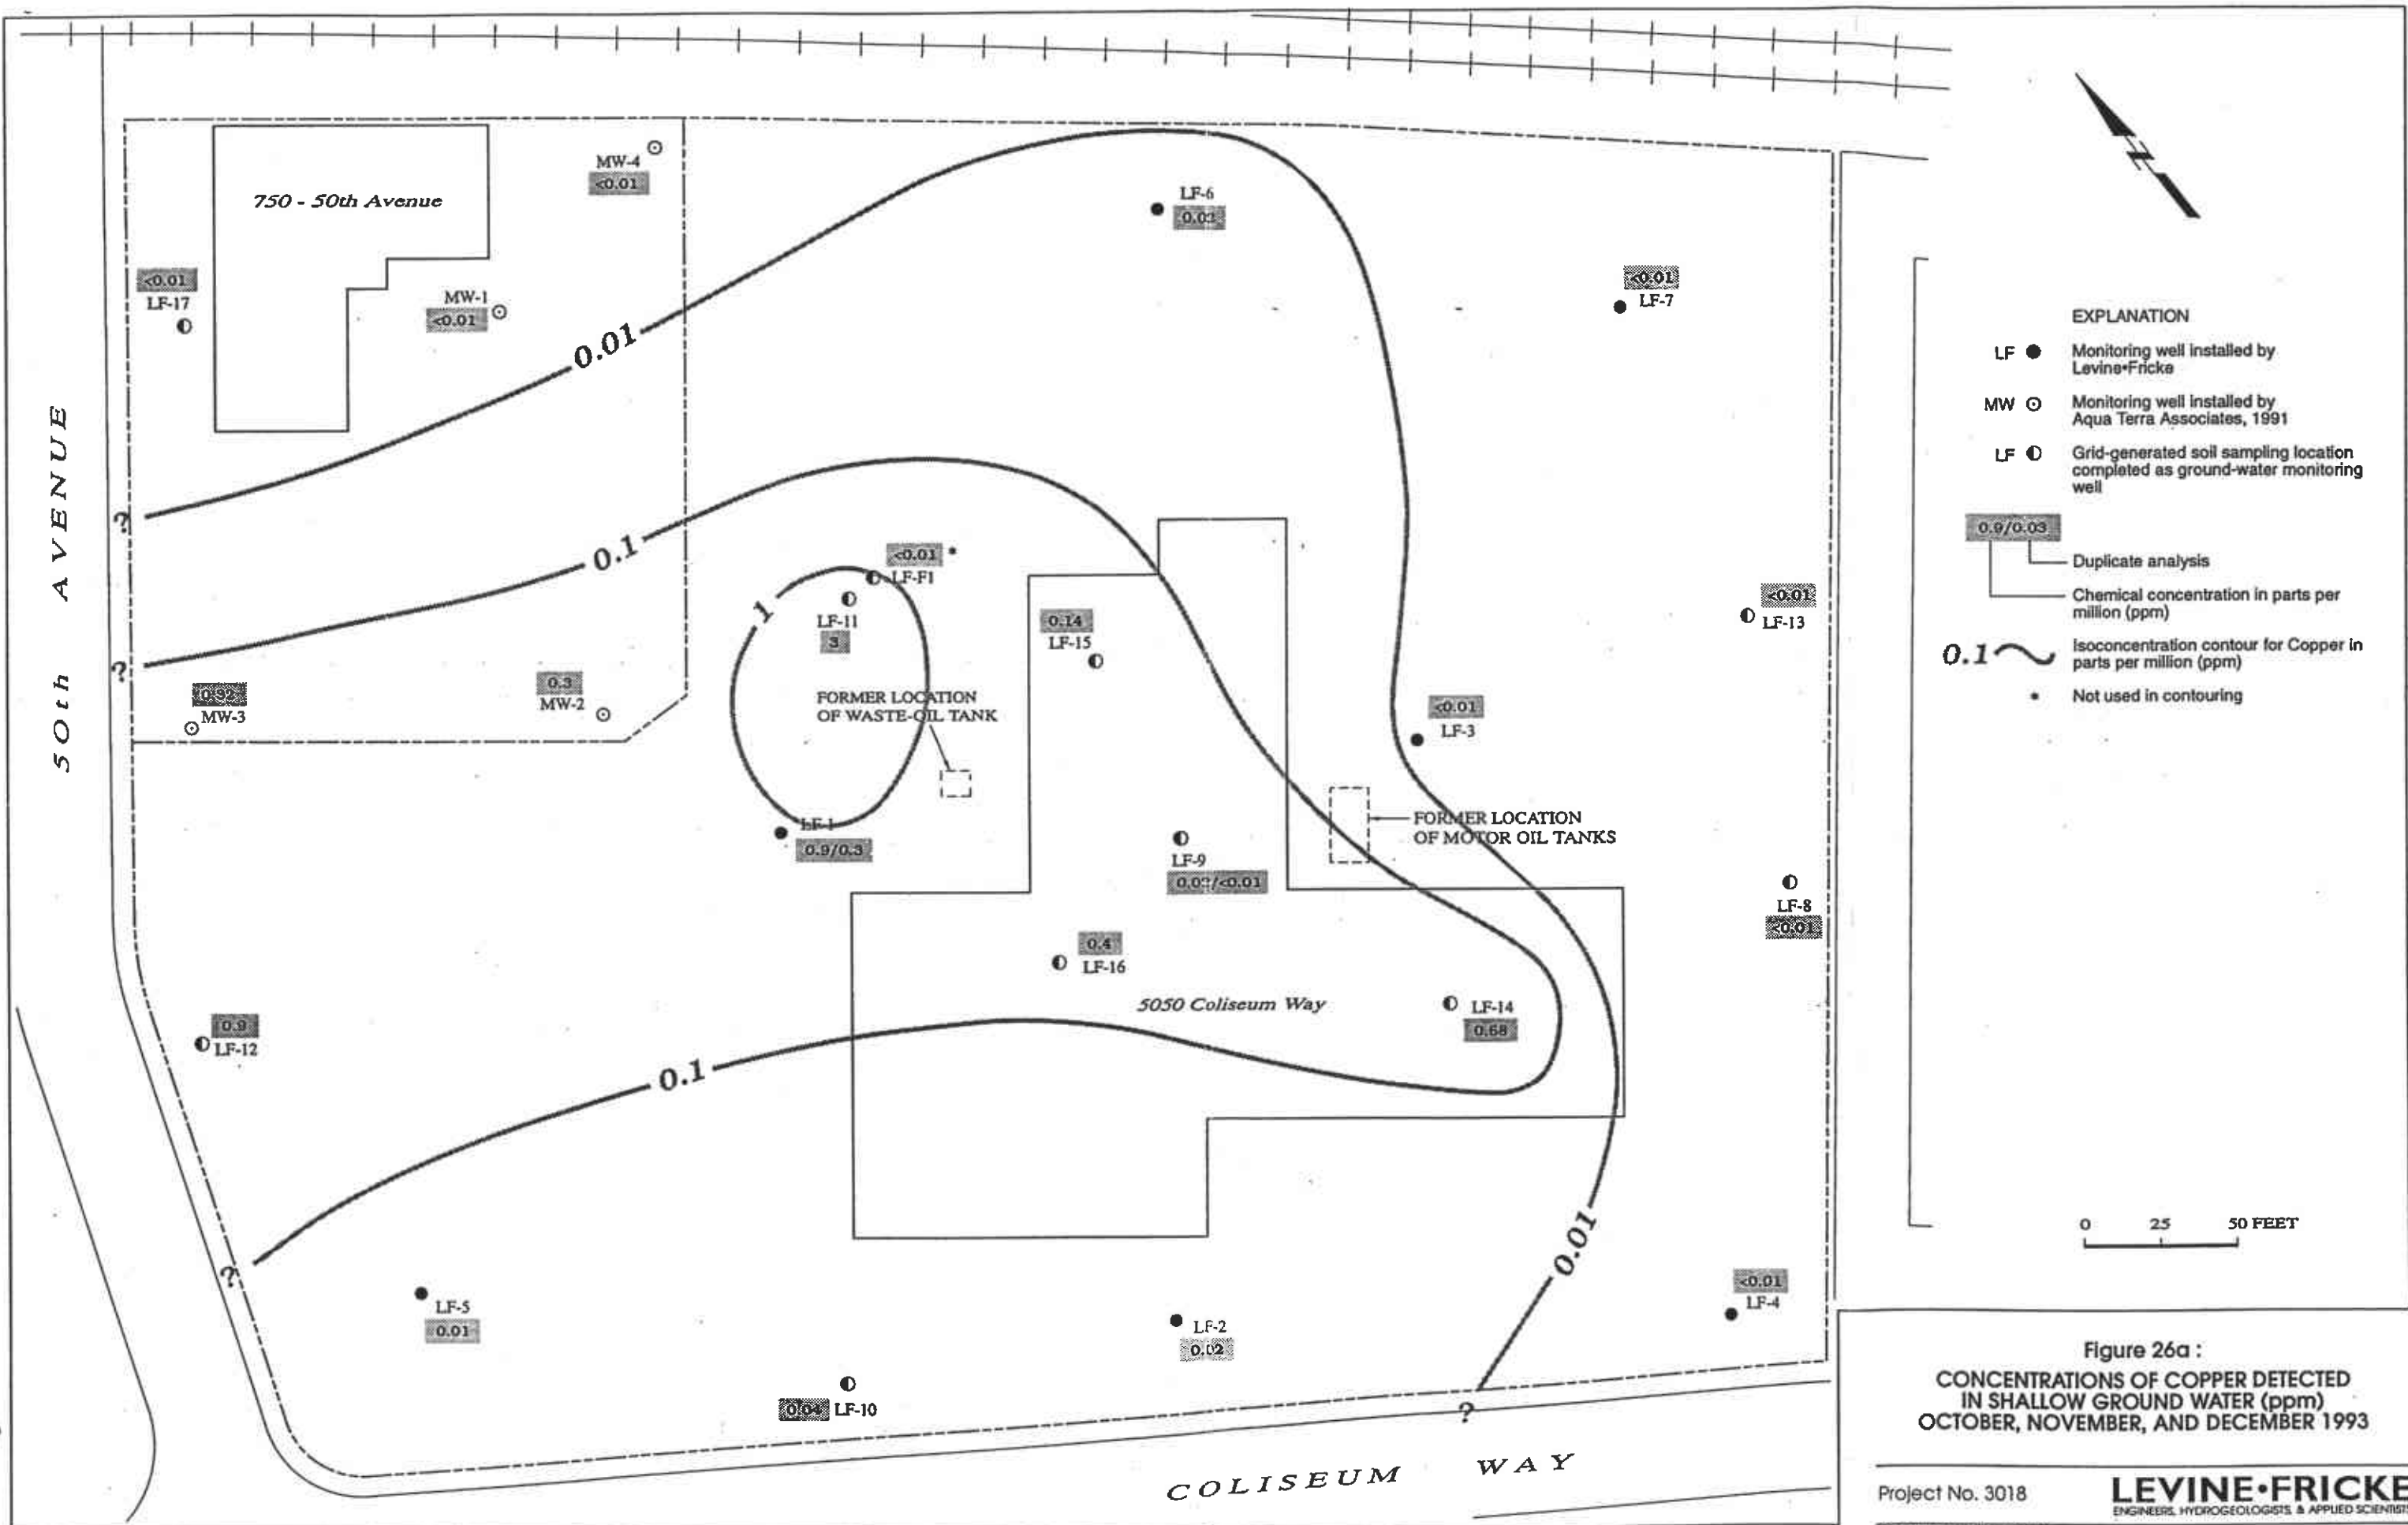 MW-4
<0.01
750 - 50th Avenue
<0.01
LF-17
MW-1
<0.01
LF-6
<0.01
LF-7
0.01
50th AVENUE
?
0.1
?
<0.01 *
LF-F1
1
LF-11
3
0.14
LF-15
<0.01
LF-13
0.32
MW-3
0.3
MW-2
FORMER LOCATION
OF WASTE-OIL TANK
<0.01
LF-3
LF-1
0.9/0.3
FORMER LOCATION
OF MOTOR OIL TANKS
LF-9
LF-8
<0.01
0.4
LF-16
5050 Coliseum Way
LF-14
0.68
0.9
LF-12
0.1
?
0.01
LF-5
0.01
LF-2
0.02
<0.01
LF-4
0.04 LF-10
?
COLISEUM WAY
EXPLANATION
LF Monitoring well installed by
Levine•Fricke
MW Monitoring well installed by
Aqua Terra Associates, 1991
LF Grid-generated soil sampling location
completed as ground-water monitoring
well
0.9/0.03
Duplicate analysis
Chemical concentration in parts per
million (ppm)
0.1 Isoconcentration contour for Copper in
parts per million (ppm)
* Not used in contouring
0 25 50 FEET
Figure 26a :
CONCENTRATIONS OF COPPER DETECTED
IN SHALLOW GROUND WATER (ppm)
OCTOBER, NOVEMBER, AND DECEMBER 1993
Project No. 3018
LEVINE•FRICKE
ENGINEERS, HYDROGEOLOGISTS, & APPLIED SCIENTISTS